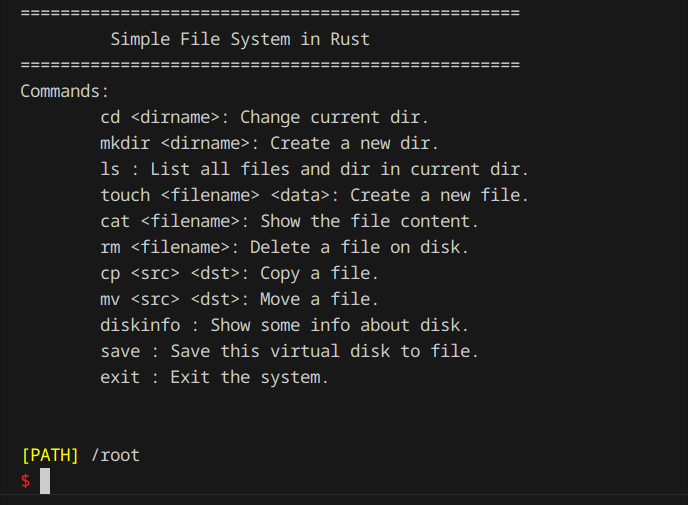 ==================================================
Simple File System in Rust
==================================================
Commands:
cd <dirname>: Change current dir.
mkdir <dirname>: Create a new dir.
ls : List all files and dir in current dir.
touch <filename> <data>: Create a new file.
cat <filename>: Show the file content.
rm <filename>: Delete a file on disk.
cp <src> <dst>: Copy a file.
mv <src> <dst>: Move a file.
diskinfo : Show some info about disk.
save : Save this virtual disk to file.
exit : Exit the system.
[PATH] /root
$